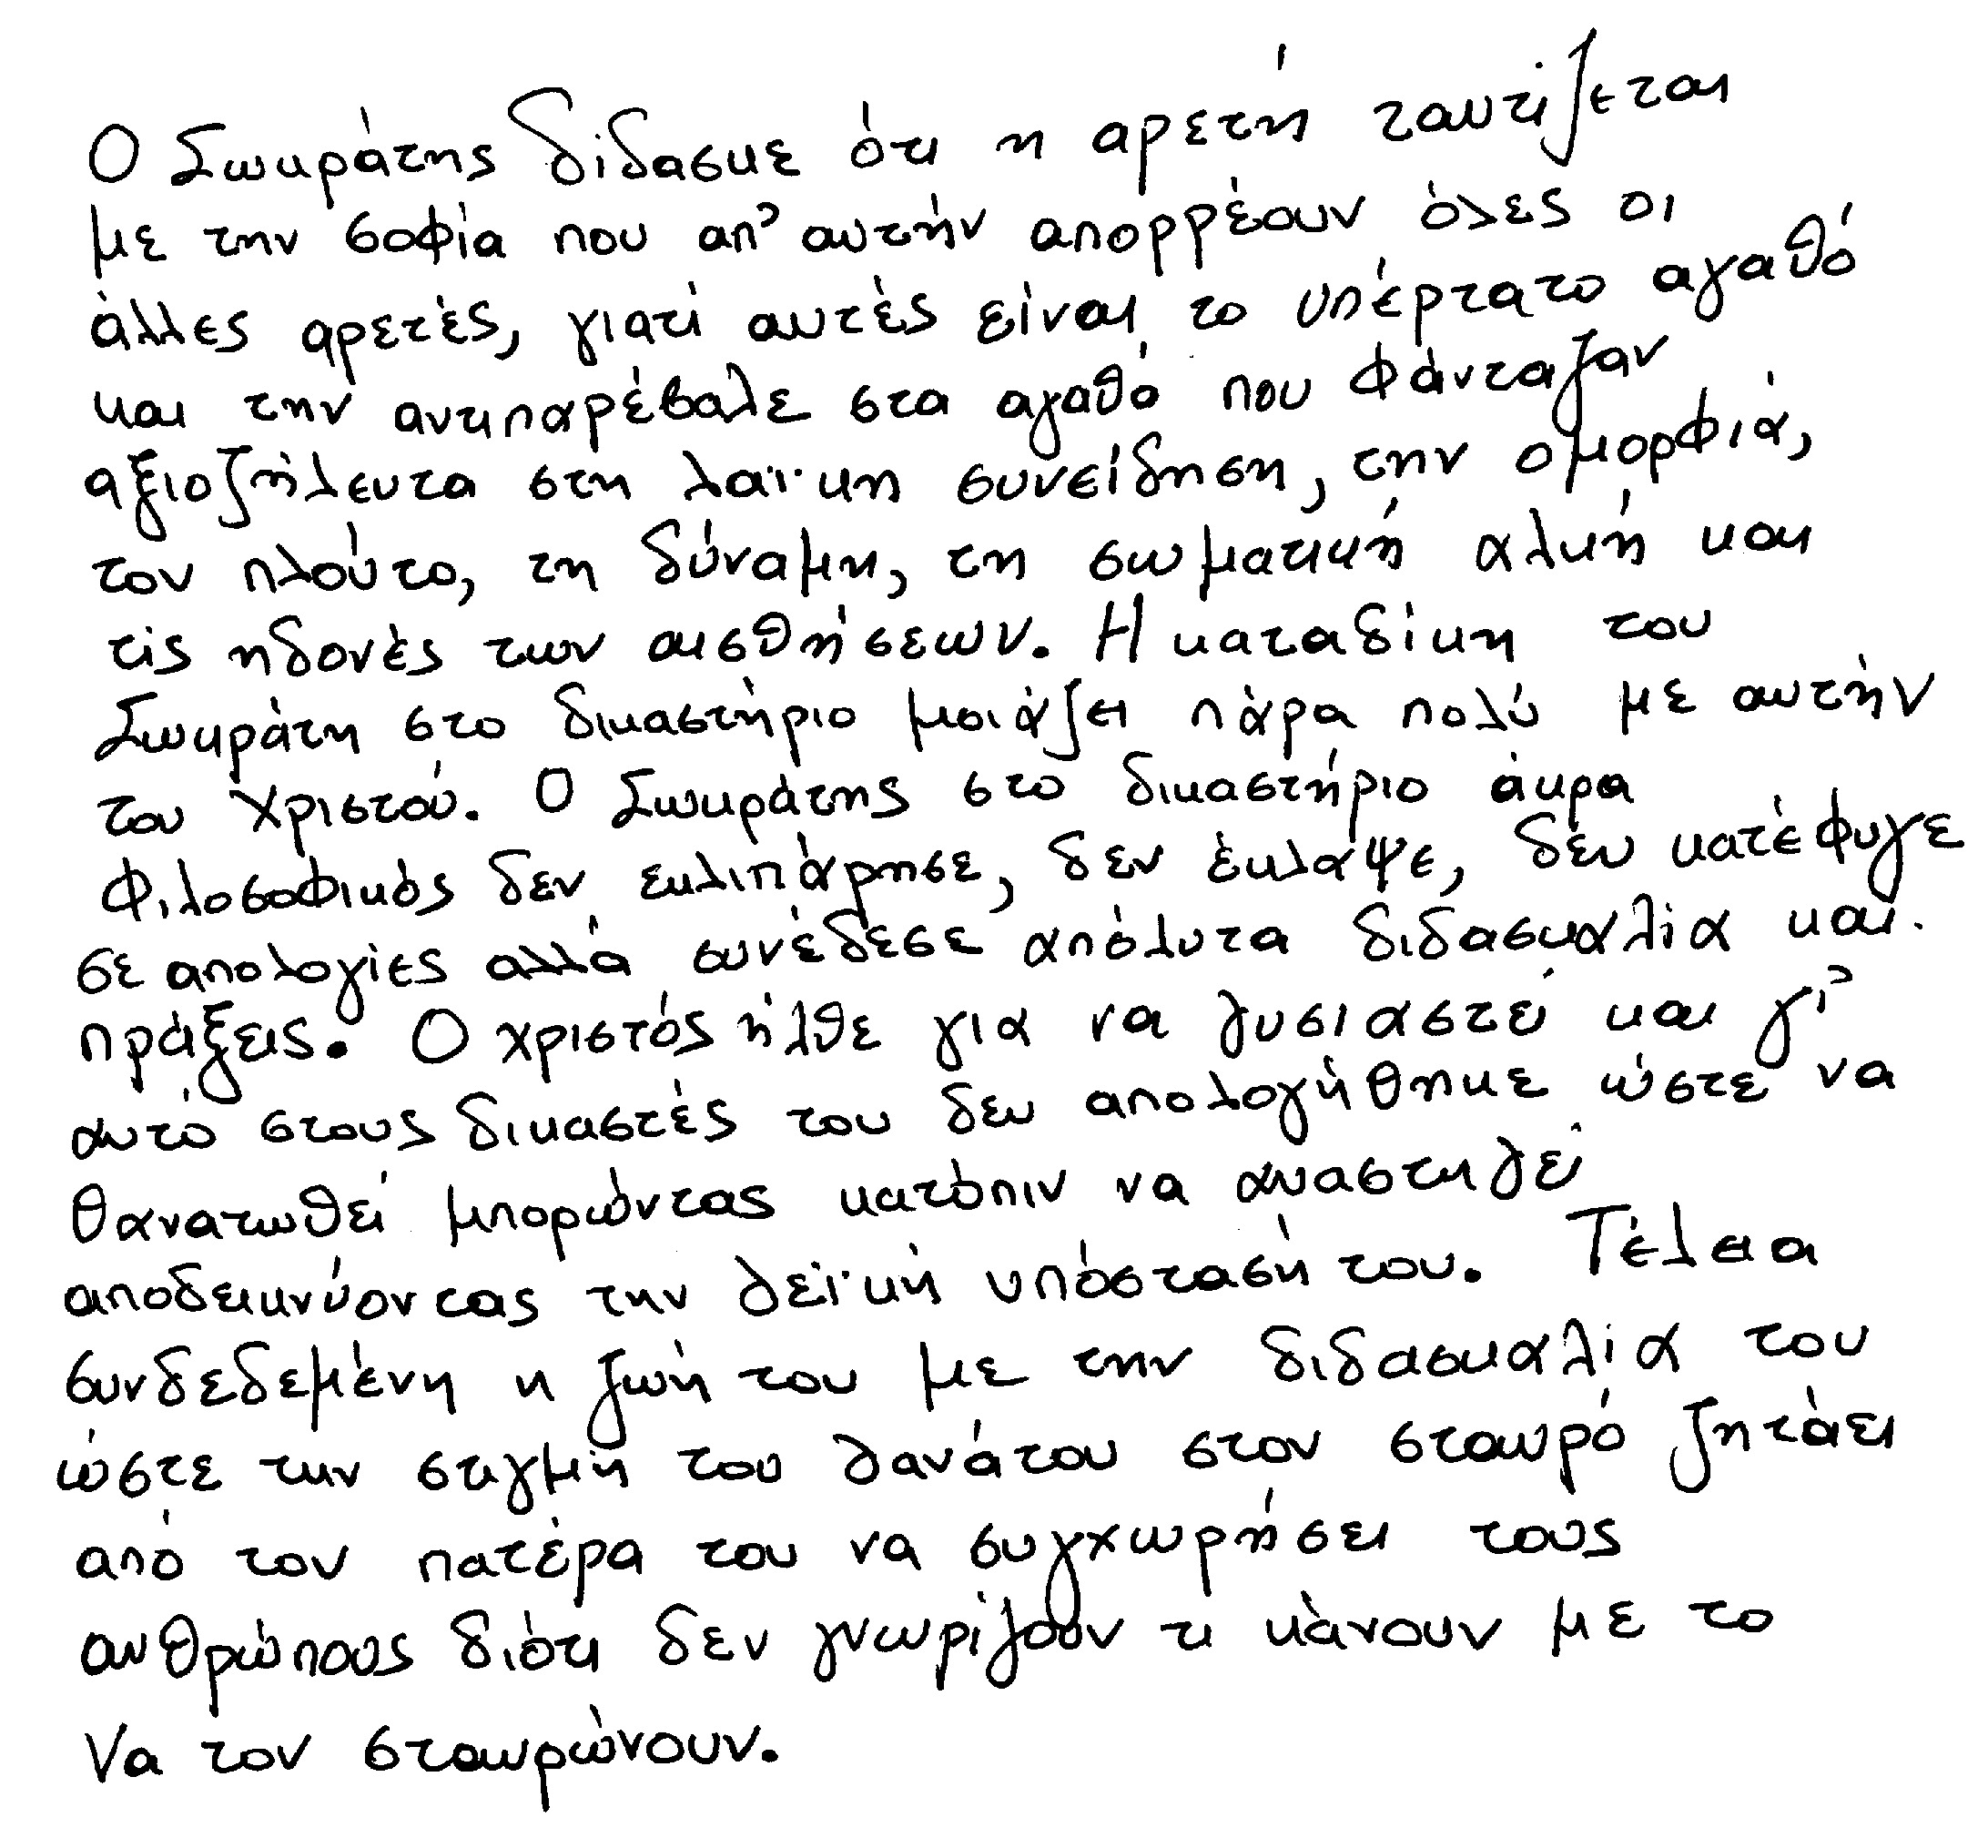 Ο Σωκράτης δίδασκε ότι η αρετή ταυτίζεται
με την σοφία που απ' αυτήν απορρέουν όλες οι
άλλες αρετές, γιατί αυτές είναι το υπέρτατο αγαθό
και την αντιπαρέβαλε στα αγαθά που φάνταζαν
αξιοζήλευτα στη λαϊκη συνείδηση, την ομορφιά,
τον πλούτο, τη δύναμη, τη σωματική αλκή και
τις ηδονές των αισθήσεων. Η καταδίκη του
Σωκράτη στο δικαστήριο μοιάζει πάρα πολύ με αυτήν
του Χριστού. Ο Σωκράτης στο δικαστήριο άκρα
φιλοσοφικός δεν εκλιπάρησε, δεν έκλαψε, δεν κατέφυγε
σε απολογίες αλλά συνέδεσε απόλυτα διδασκαλία και
πράξεις. Ο χριστός ήλθε για να θυσιαστεί και γι'
αυτό στους δικαστές του δεν απολογήθηκε ώστε να
θανατωθεί μπορώντας κατόπιν να αναστηθεί
αποδεικνύοντας την θεϊκή υπόστασή του. Τέλεια
συνδεδεμένη η ζωή του με την διδασκαλία του
ώστε την στιγμή του θανάτου στον σταυρό ζητάει
από τον πατέρα του να συγχωρήσει τους
ανθρώπους διότι δεν γνωρίζουν τι κάνουν με το
να τον σταυρώνουν.